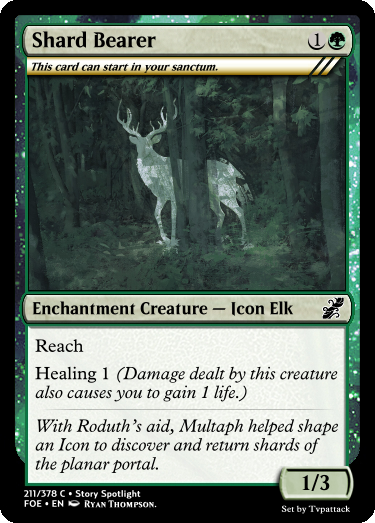 Shard Bearer 1
This card can start in your sanctum.
Enchantment Creature — Icon Elk
Reach
Healing 1 (Damage dealt by this creature
also causes you to gain 1 life.)
With Roduth's aid, Multaph helped shape
an Icon to discover and return shards of
the planar portal.
1/3
211/378 C • Story Spotlight
FOE • EN Ryan Thompson.
Set by Tvpattack